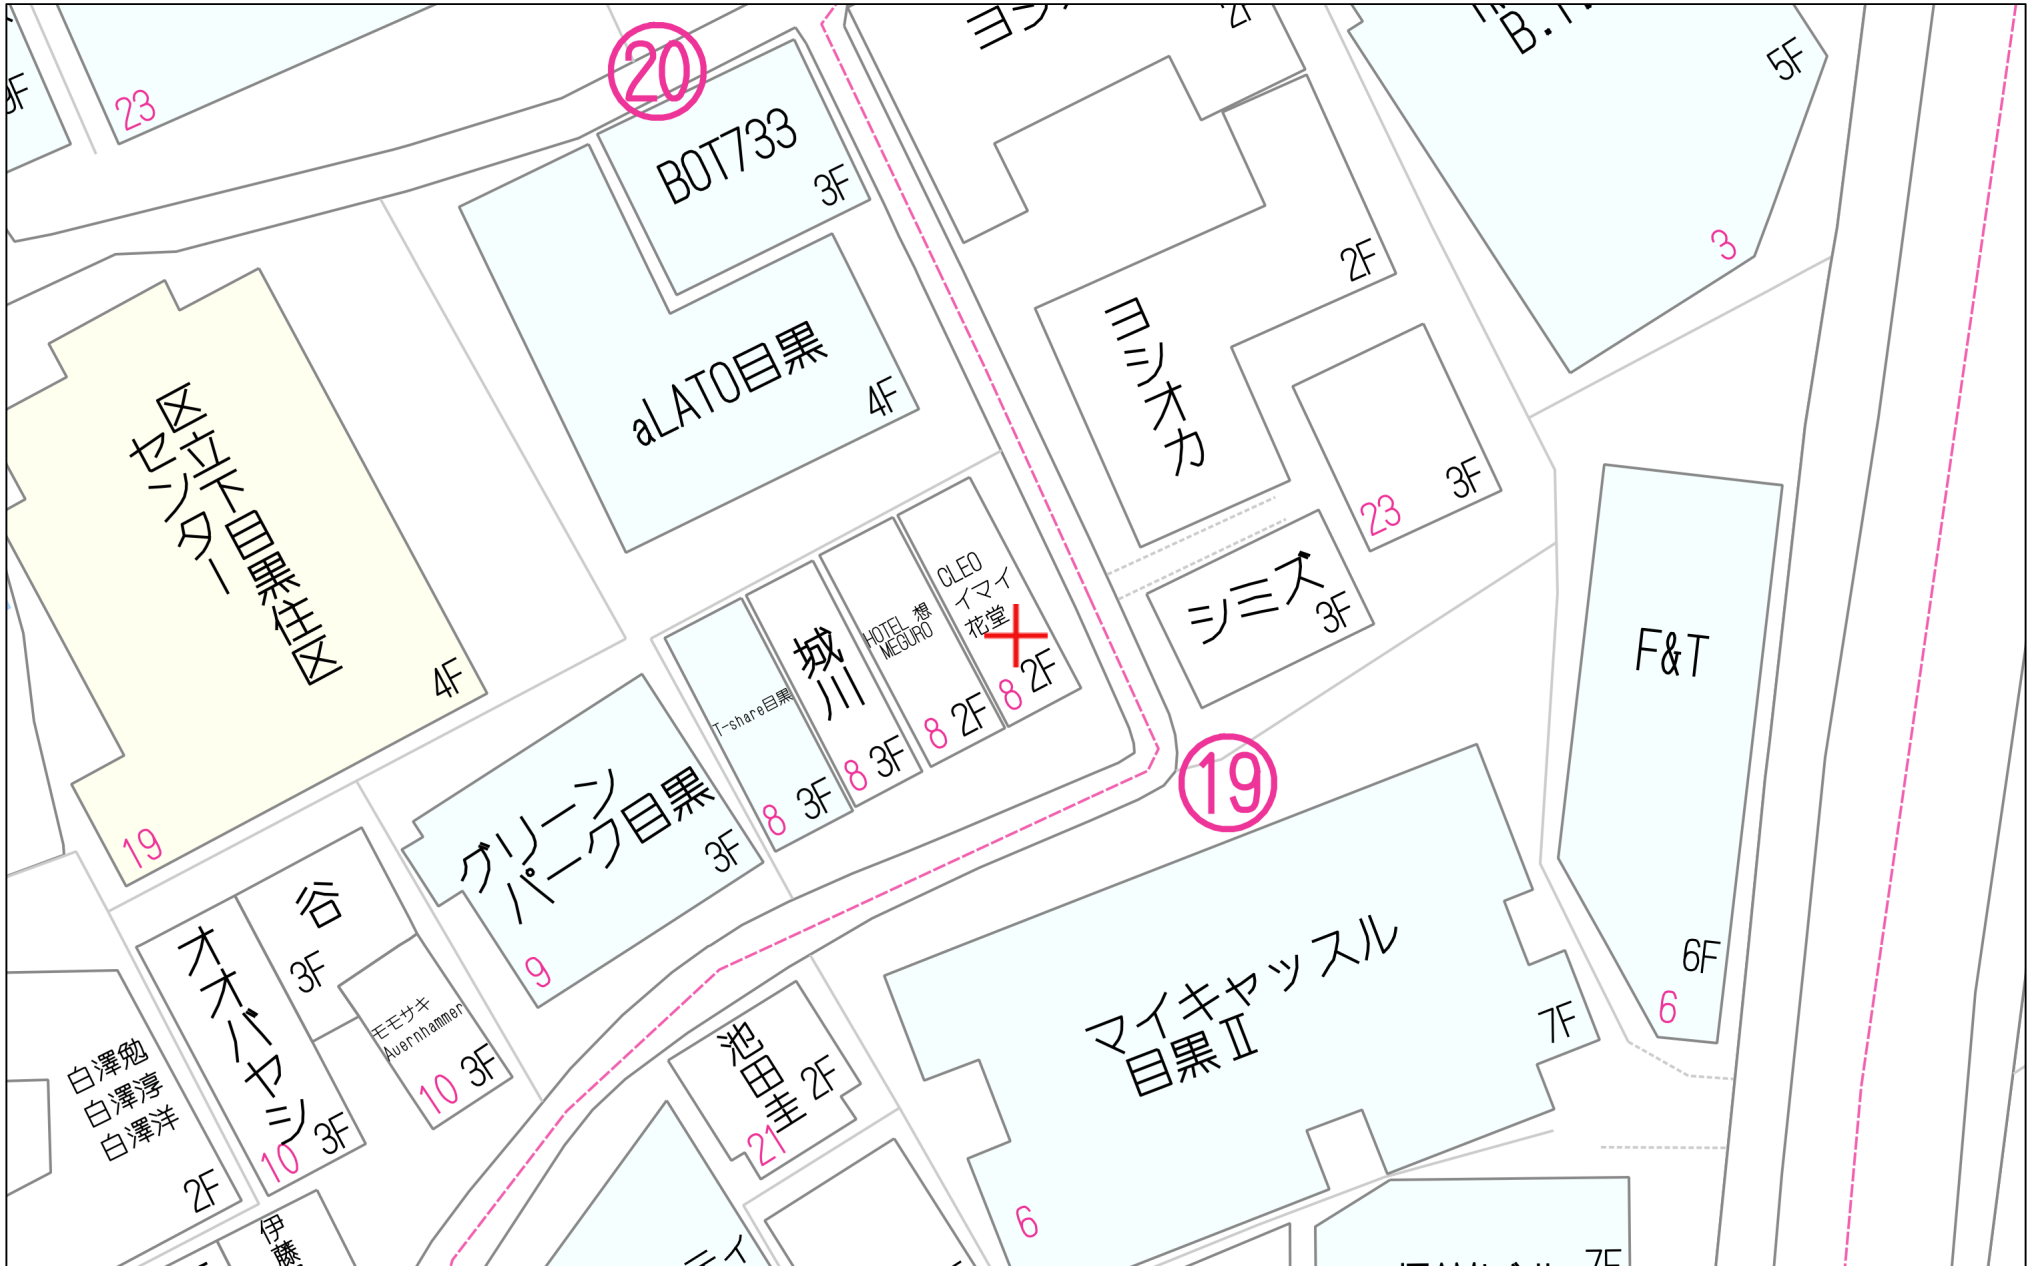 20
23
9F
BOT733
3F
2F
5F
3
aLATO目黒
4F
ヨシオカ
2F
3F
23
区立下目黒住区
センター
4F
19
CLEO
イマイ
花堂
8 2F
HOTEL 想
MEGURO
8 2F
城川
8 3F
T-share目黒
8 3F
シミズ
3F
F&T
6F
6
19
グリーン
パーク目黒
3F
9
谷
3F
オオバヤシ
10 3F
モモサキ
Auernhammer
10 3F
白澤勉
白澤淳
白澤洋
2F
池田圭
2F
21
マイキャッスル
目黒Ⅱ
7F
6
伊藤
ティ
7F